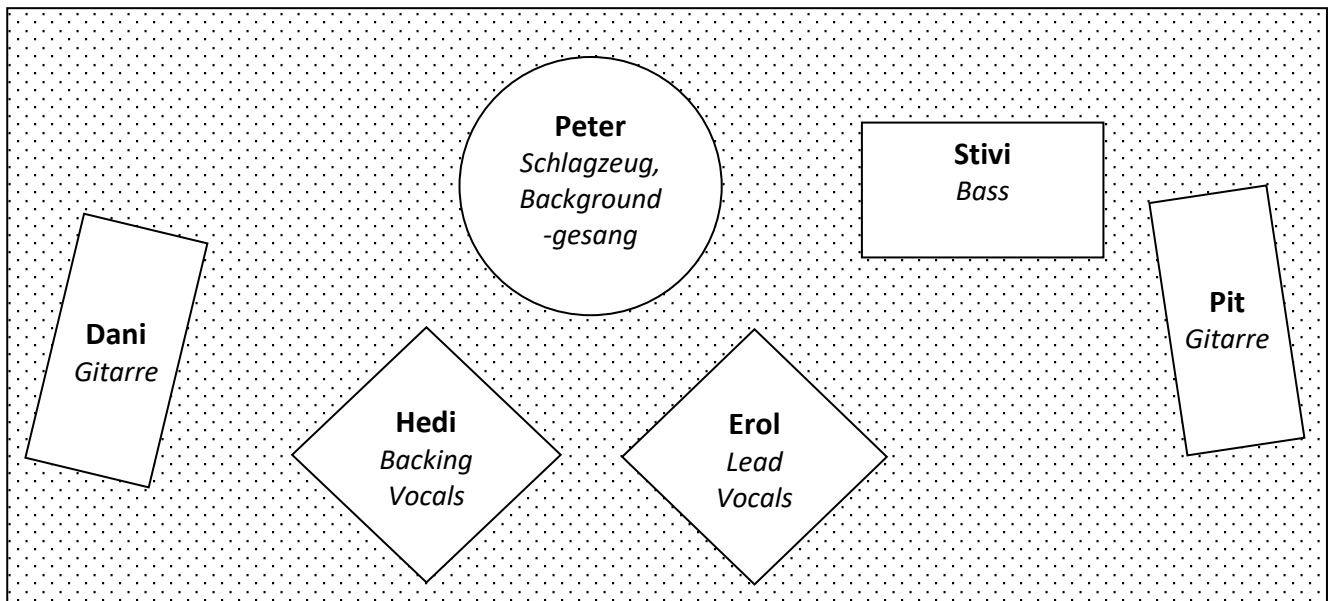 Peter
Schlagzeug,
Background
-gesang
Stivi
Bass
Dani
Gitarre
Pit
Gitarre
Hedi
Backing
Vocals
Erol
Lead
Vocals